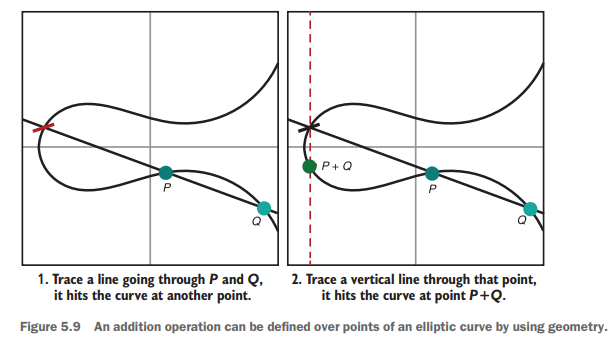 P
Q
P + Q
P
Q
1. Trace a line going through P and Q,
it hits the curve at another point.
2. Trace a vertical line through that point,
it hits the curve at point P+Q.
Figure 5.9 An addition operation can be defined over points of an elliptic curve by using geometry.